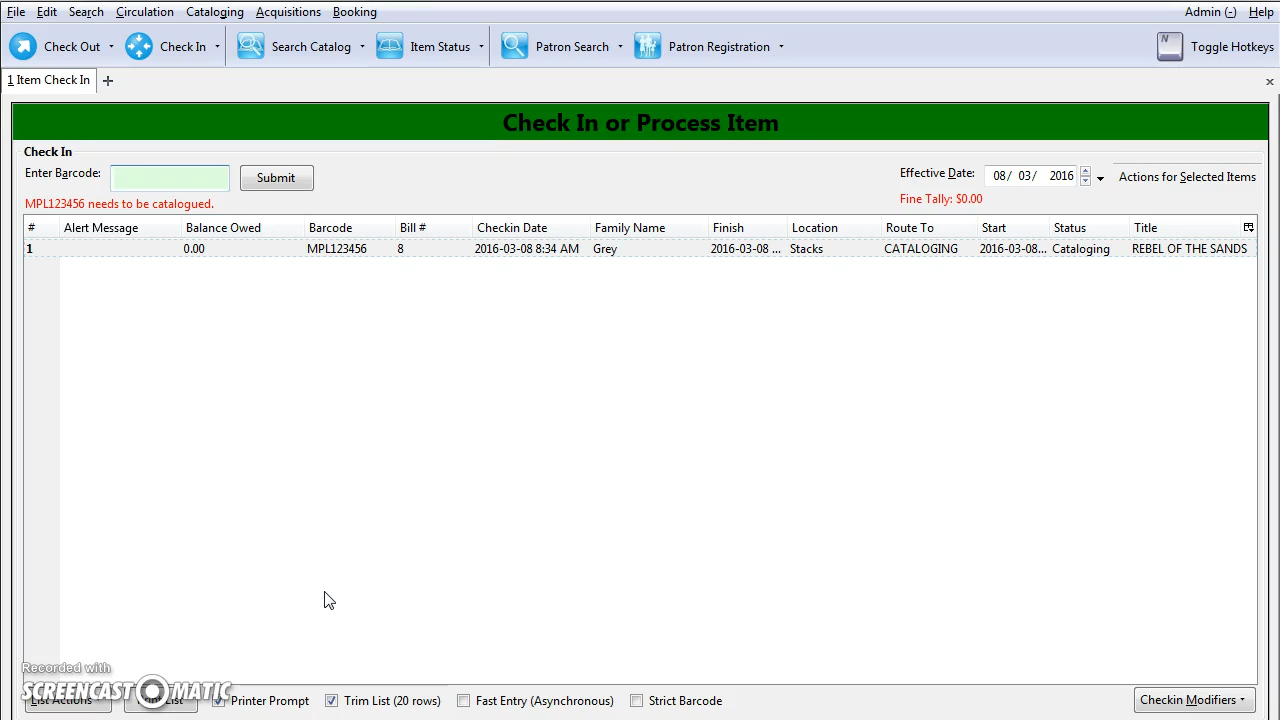 File Edit Search Circulation Cataloging Acquisitions Booking Admin (-) Help
Check Out Check In Search Catalog Item Status Patron Search Patron Registration N Toggle Hotkeys
1 Item Check In
Check In or Process Item
Check In
Enter Barcode: Submit Effective Date: 08/ 03/ 2016 Actions for Selected Items
MPL123456 needs to be catalogued. Fine Tally: $0.00
# Alert Message Balance Owed Barcode Bill # Checkin Date Family Name Finish Location Route To Start Status Title
1 0.00 MPL123456 8 2016-03-08 8:34 AM Grey 2016-03-08 ... Stacks CATALOGING 2016-03-08... Cataloging REBEL OF THE SANDS
Recorded with
SCREENCAST MATIC
List Actions Print List Printer Prompt Trim List (20 rows) Fast Entry (Asynchronous) Strict Barcode Checkin Modifiers